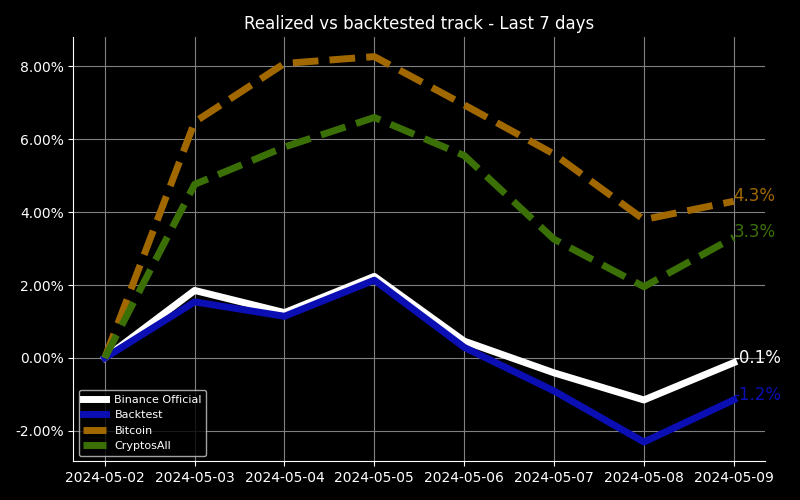 Realized vs backtested track - Last 7 days
8.00%
6.00%
4.00%
2.00%
0.00%
-2.00%
4.3%
3.3%
-0.1%
-1.2%
Binance Official
Backtest
Bitcoin
CryptosAll
2024-05-02 2024-05-03 2024-05-04 2024-05-05 2024-05-06 2024-05-07 2024-05-08 2024-05-09